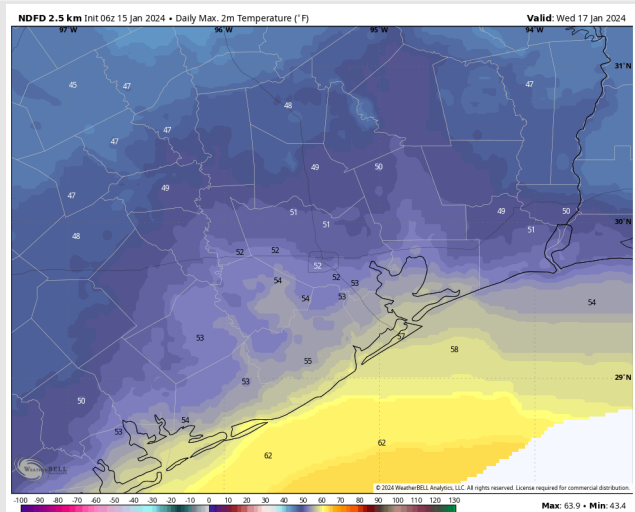 NDFD 2.5 km Init 06z 15 Jan 2024 • Daily Max. 2m Temperature (°F) Valid: Wed 17 Jan 2024
97°W 96°W 95°W 94°W
31°N
45 47 47
48
47
47
49 50
49
47
51 49 50
30°N
51 51
48
52 52
52
52
54 53
54 53
54
53 57
58
55
29°N
53
50
54
53
62
62
WeatherBELL
© 2024 WeatherBELL Analytics, LLC. All rights reserved. License required for commercial distribution.
-100 -90 -80 -70 -60 -50 -40 -30 -20 -10 0 10 20 30 40 50 60 70 80 90 100 110 120 130
Max: 63.9 • Min: 43.4